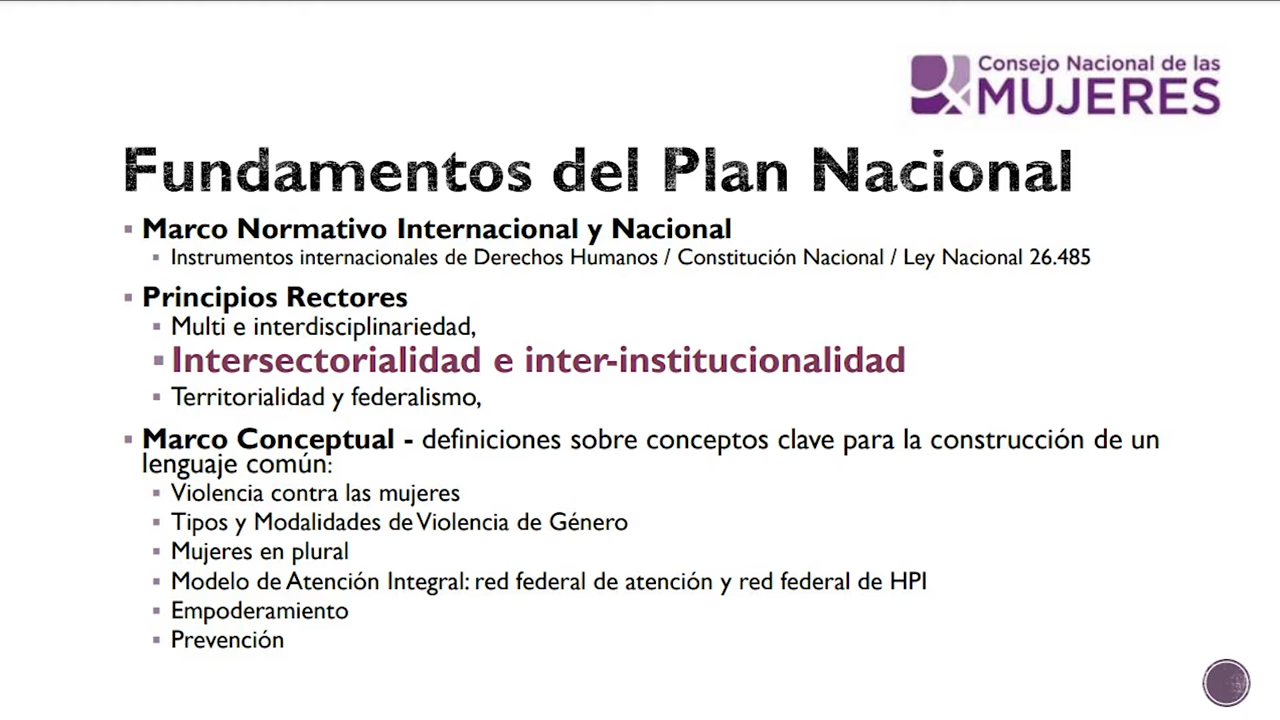 Consejo Nacional de las
MUJERES
Fundamentos del Plan Nacional
Marco Normativo Internacional y Nacional
Instrumentos internacionales de Derechos Humanos / Constitución Nacional / Ley Nacional 26.485
Principios Rectores
Multi e interdisciplinariedad,
Intersectorialidad e inter-institucionalidad
Territorialidad y federalismo,
Marco Conceptual - definiciones sobre conceptos clave para la construcción de un
lenguaje común:
Violencia contra las mujeres
Tipos y Modalidades de Violencia de Género
Mujeres en plural
Modelo de Atención Integral: red federal de atención y red federal de HPI
Empoderamiento
Prevención